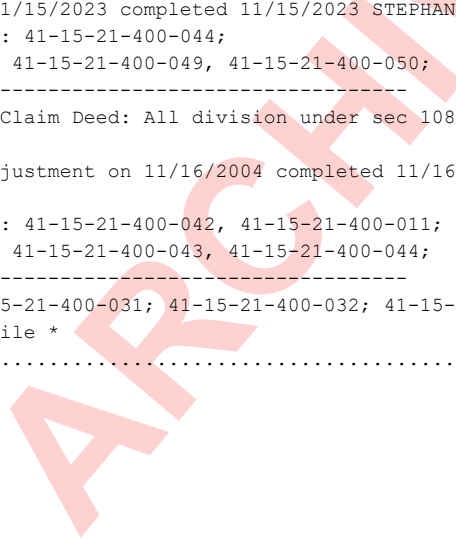 1/15/2023 completed 11/15/2023 STEPHAN
: 41-15-21-400-044;
41-15-21-400-049, 41-15-21-400-050;
----------------------------------
Claim Deed: All division under sec 108
justment on 11/16/2004 completed 11/16
: 41-15-21-400-042, 41-15-21-400-011;
41-15-21-400-043, 41-15-21-400-044;
----------------------------------
5-21-400-031; 41-15-21-400-032; 41-15-
ile *
......................................
ARCHI